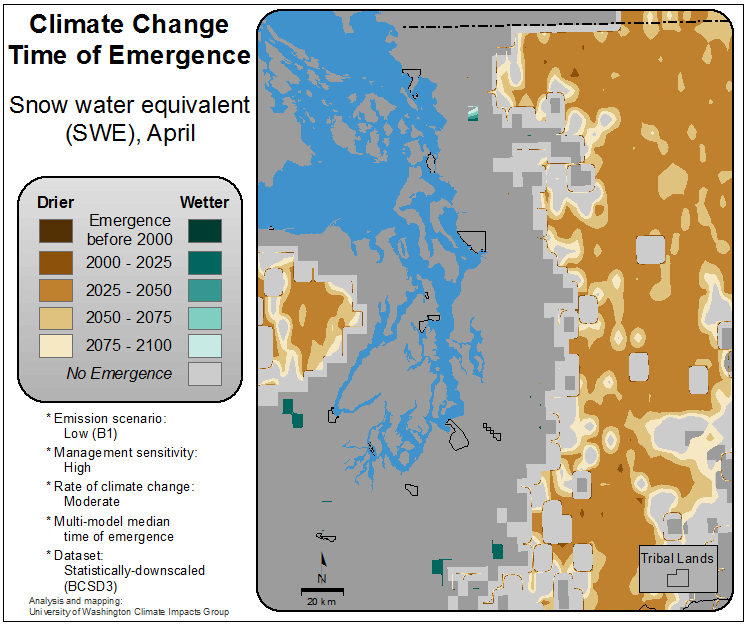 Climate Change
Time of Emergence
Snow water equivalent
(SWE), April
Drier Wetter
Emergence
before 2000
2000 - 2025
2025 - 2050
2050 - 2075
2075 - 2100
No Emergence
* Emission scenario:
Low (B1)
* Management sensitivity:
High
* Rate of climate change:
Moderate
* Multi-model median
time of emergence
* Dataset:
Statistically-downscaled
(BCSD3)
Analysis and mapping:
University of Washington Climate Impacts Group
N
20 km
Tribal Lands